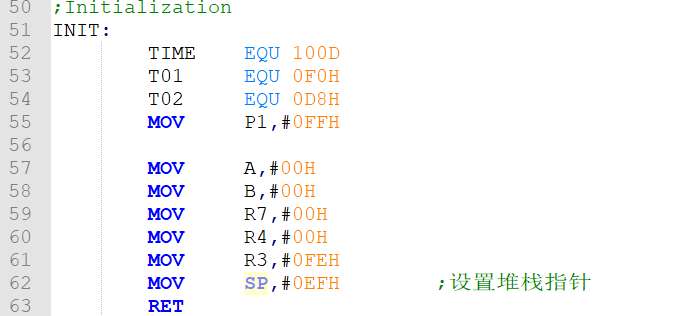 50 ;Initialization
51 INIT:
52 TIME EQU 100D
53 T01 EQU 0F0H
54 T02 EQU 0D8H
55 MOV P1,#0FFH
56
57 MOV A,#00H
58 MOV B,#00H
59 MOV R7,#00H
60 MOV R4,#00H
61 MOV R3,#0FEH
62 MOV SP,#0EFH ;设置堆栈指针
63 RET